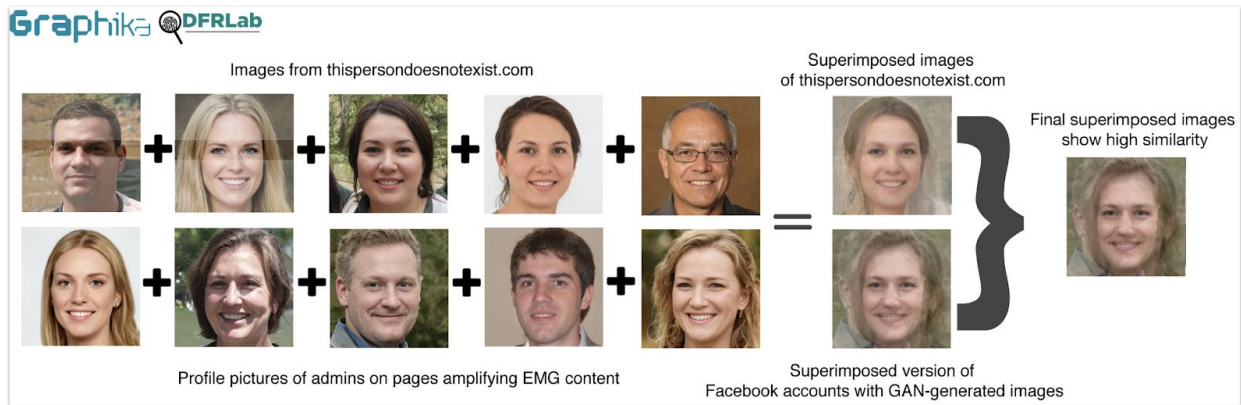 Graphika DFRLab
Images from thispersondoesnotexist.com
Superimposed images
of thispersondoesnotexist.com
Final superimposed images
show high similarity
Profile pictures of admins on pages amplifying EMG content
Superimposed version of
Facebook accounts with GAN-generated images